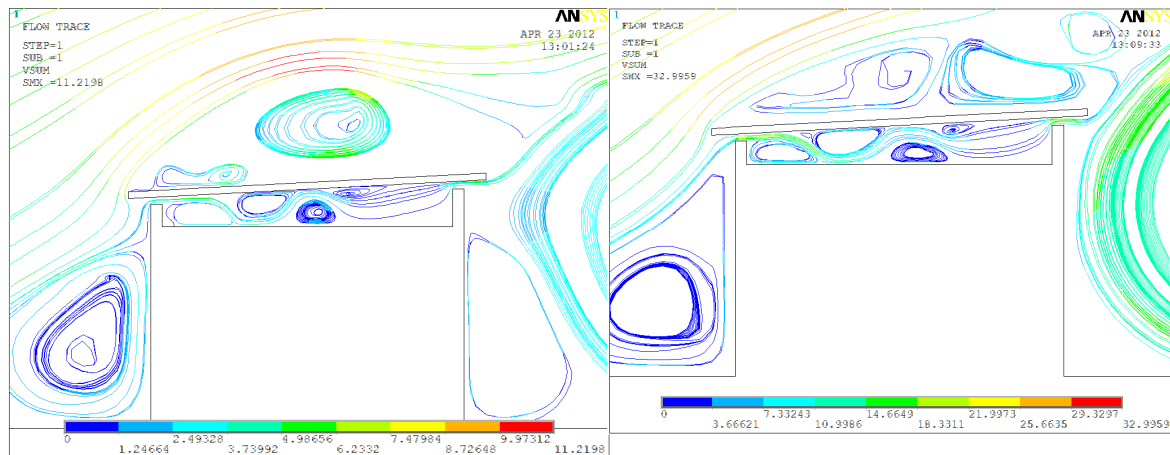 1
ANSYS
FLOW TRACE
APR 23 2012
13:01:24
STEP=1
SUB =1
VSUM
SMX =11.2198
0 2.49328 4.98656 7.47984 9.97312
1.24664 3.73992 6.2332 8.72648 11.2198
1
ANSYS
FLOW TRACE
APR 23 2012
13:09:33
STEP=1
SUB =1
VSUM
SMX =32.9959
0 7.33243 14.6649 21.9973 29.3297
3.66621 10.9986 18.3311 25.6635 32.9959